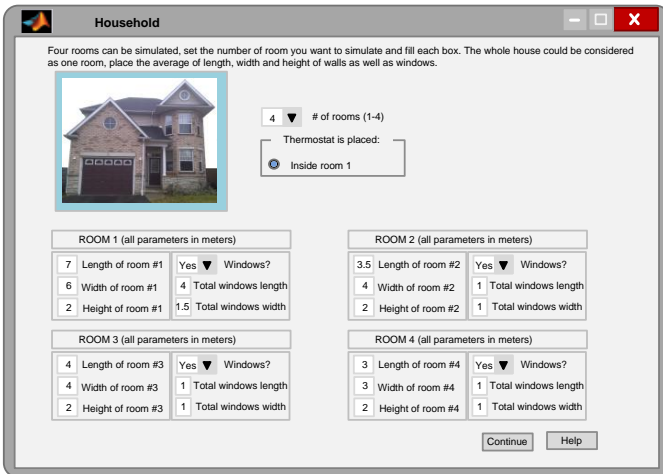 Household
X
Four rooms can be simulated, set the number of room you want to simulate and fill each box. The whole house could be considered
as one room, place the average of length, width and height of walls as well as windows.
4 # of rooms (1-4)
Thermostat is placed:
Inside room 1
ROOM 1 (all parameters in meters)
7 Length of room #1 Yes Windows?
6 Width of room #1 4 Total windows length
2 Height of room #1 1.5 Total windows width
ROOM 2 (all parameters in meters)
3.5 Length of room #2 Yes Windows?
4 Width of room #2 1 Total windows length
2 Height of room #2 1 Total windows width
ROOM 3 (all parameters in meters)
4 Length of room #3 Yes Windows?
4 Width of room #3 1 Total windows length
2 Height of room #3 1 Total windows width
ROOM 4 (all parameters in meters)
3 Length of room #4 Yes Windows?
3 Width of room #4 1 Total windows length
2 Height of room #4 1 Total windows width
Continue Help